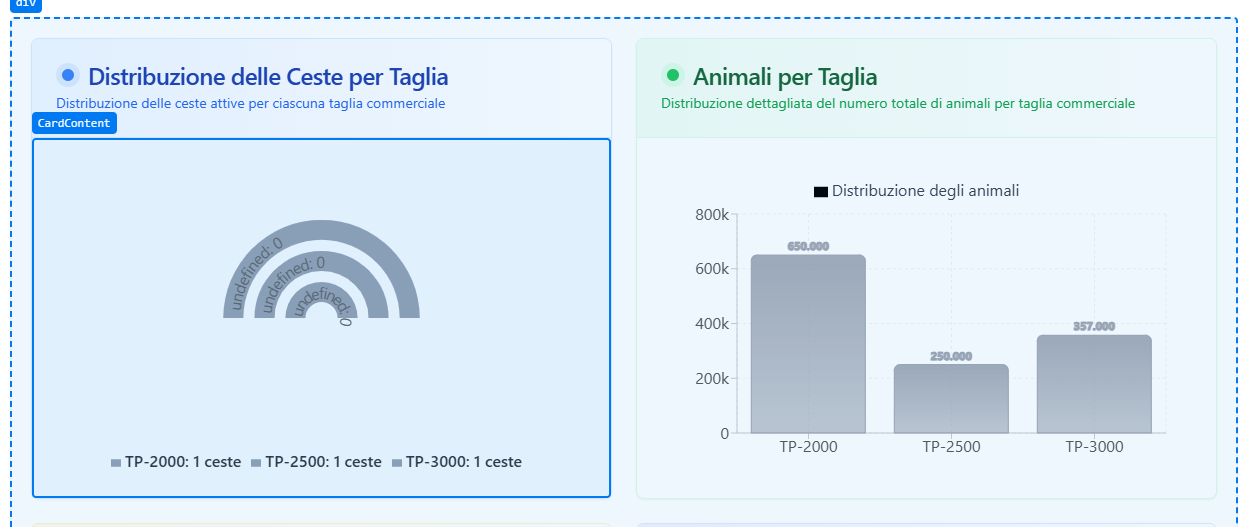 div
Distribuzione delle Ceste per Taglia
Distribuzione delle ceste attive per ciascuna taglia commerciale
CardContent
undefined: 0
undefined: 0
undefined: 0
TP-2000: 1 ceste
TP-2500: 1 ceste
TP-3000: 1 ceste
Animali per Taglia
Distribuzione dettagliata del numero totale di animali per taglia commerciale
Distribuzione degli animali
800k
600k
400k
200k
0
650.000
250.000
357.000
TP-2000
TP-2500
TP-3000